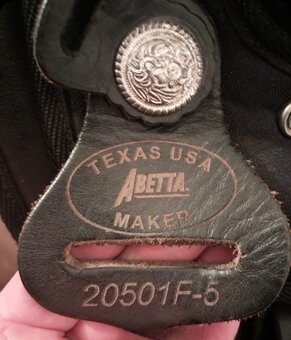 TEXAS USA
ABETTA
MAKER
20501F-5